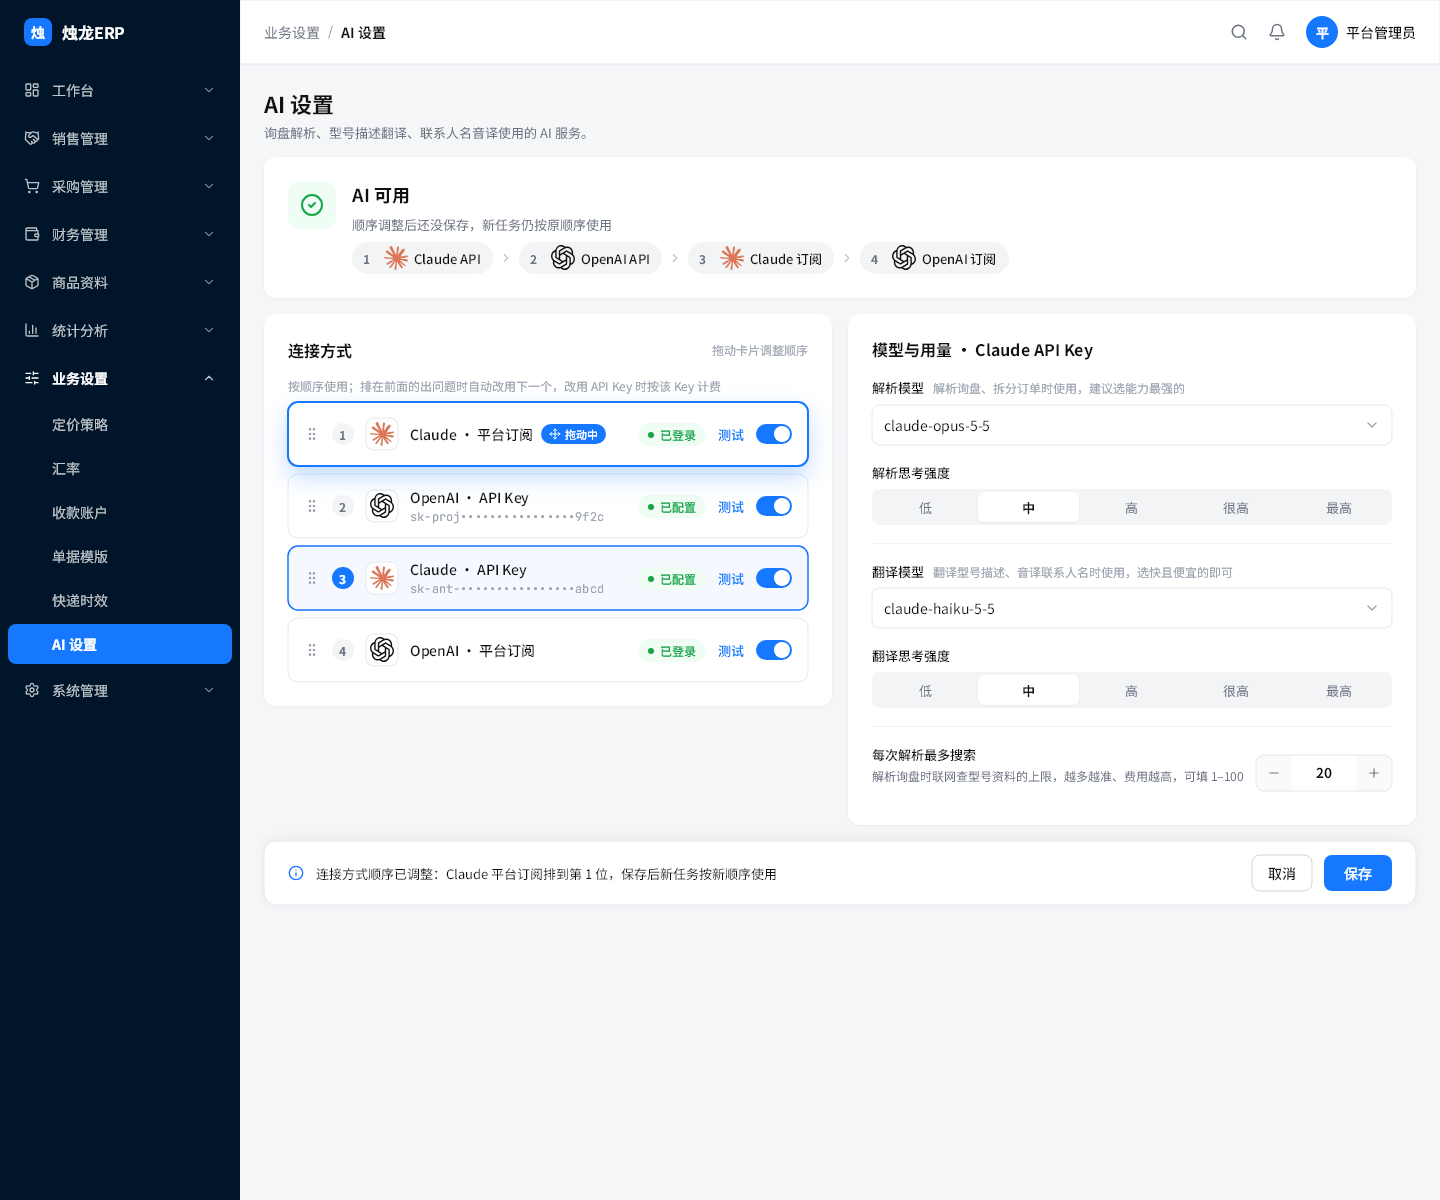 烛 烛龙ERP
业务设置 / AI 设置
平 平台管理员
工作台
销售管理
采购管理
财务管理
商品资料
统计分析
业务设置
定价策略
汇率
收款账户
单据模版
快递时效
AI 设置
系统管理
AI 设置
询盘解析、型号描述翻译、联系人名音译使用的 AI 服务。
AI 可用
顺序调整后还没保存，新任务仍按原顺序使用
1 Claude API
2 OpenAI API
3 Claude 订阅
4 OpenAI 订阅
连接方式 拖动卡片调整顺序
按顺序使用；排在前面的出问题时自动改用下一个，改用 API Key 时按该 Key 计费
1 Claude · 平台订阅 拖动中 已登录 测试
2 OpenAI · API Key 已配置 测试
sk-proj•••••••••••••••9f2c
3 Claude · API Key 已配置 测试
sk-ant-•••••••••••••••abcd
4 OpenAI · 平台订阅 已登录 测试
模型与用量 · Claude API Key
解析模型 解析询盘、拆分订单时使用，建议选能力最强的
claude-opus-5-5
解析思考强度
低 中 高 很高 最高
翻译模型 翻译型号描述、音译联系人名时使用，选快且便宜的即可
claude-haiku-5-5
翻译思考强度
低 中 高 很高 最高
每次解析最多搜索
解析询盘时联网查型号资料的上限，越多越准、费用越高，可填 1–100
− 20 +
连接方式顺序已调整：Claude 平台订阅排到第 1 位，保存后新任务按新顺序使用
取消 保存